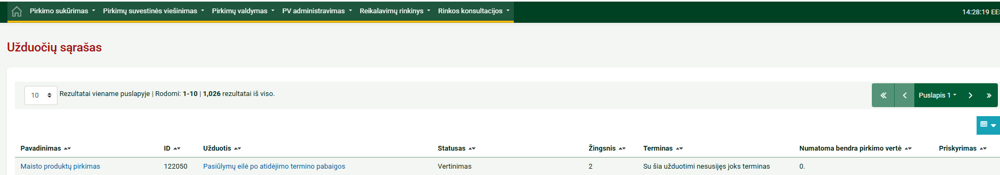 Pirkimo sukūrimas Pirkimų suvestinės viešinimas Pirkimų valdymas PV administravimas Reikalavimų rinkinys Rinkos konsultacijos 14:28:19
Užduočių sąrašas
10 Rezultatai viename puslapyje | Rodomi: 1-10 | 1,026 rezultatai iš viso. Puslapis 1
Pavadinimas ID Užduotis Statusas Žingsnis Terminas Numatoma bendra pirkimo vertė Priskyrimas
Maisto produktų pirkimas 122050 Pasiūlymų eilė po atidėjimo termino pabaigos Vertinimas 2 Su šia užduotimi nesusijęs joks terminas 0.